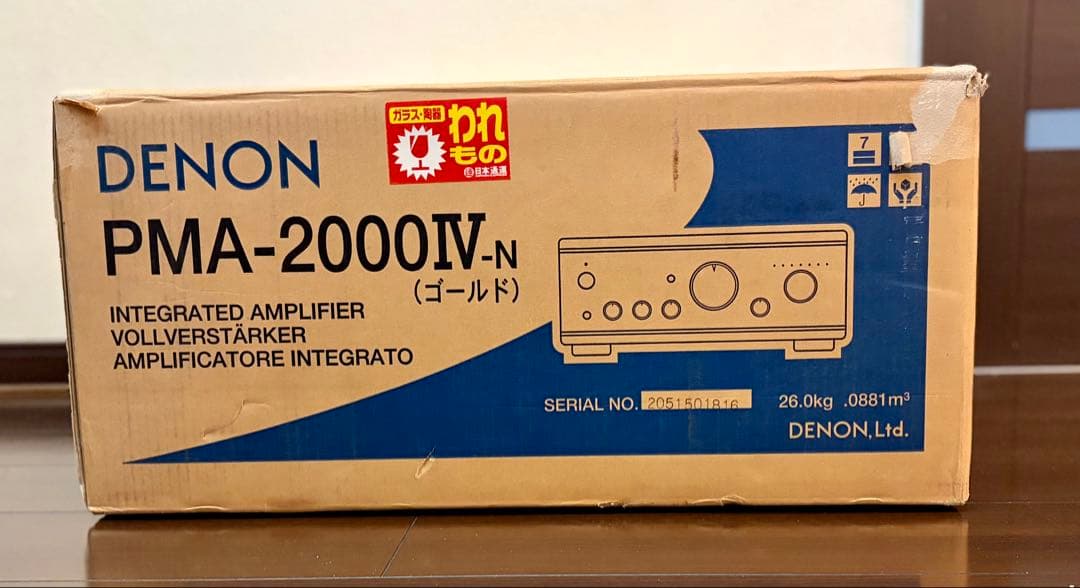 DENON
ガラス・陶器
われ
もの
日本通運
PMA-2000IV-N
(ゴールド)
INTEGRATED AMPLIFIER
VOLLVERSTÄRKER
AMPLIFICATORE INTEGRATO
7
SERIAL NO. 2051501816
26.0kg .0881m³
DENON, Ltd.